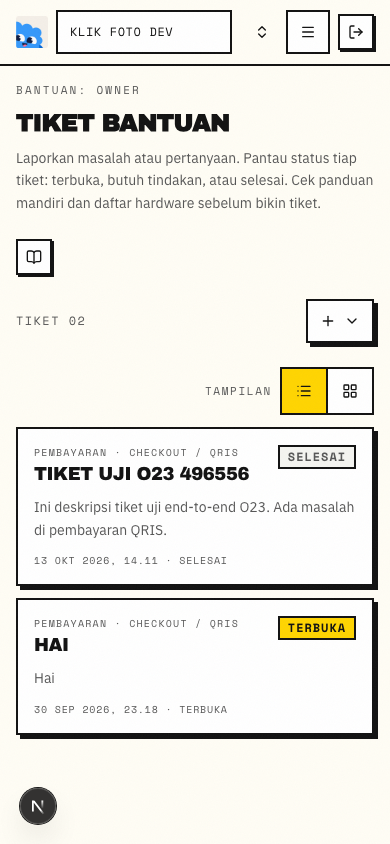 KLIK FOTO DEV
BANTUAN: OWNER
TIKET BANTUAN
Laporkan masalah atau pertanyaan. Pantau status tiap
tiket: terbuka, butuh tindakan, atau selesai. Cek panduan
mandiri dan daftar hardware sebelum bikin tiket.
TIKET 02
TAMPILAN
PEMBAYARAN · CHECKOUT / QRIS
SELESAI
TIKET UJI O23 496556
Ini deskripsi tiket uji end-to-end O23. Ada masalah
di pembayaran QRIS.
13 OKT 2026, 14.11 · SELESAI
PEMBAYARAN · CHECKOUT / QRIS
TERBUKA
HAI
Hai
30 SEP 2026, 23.18 · TERBUKA
N